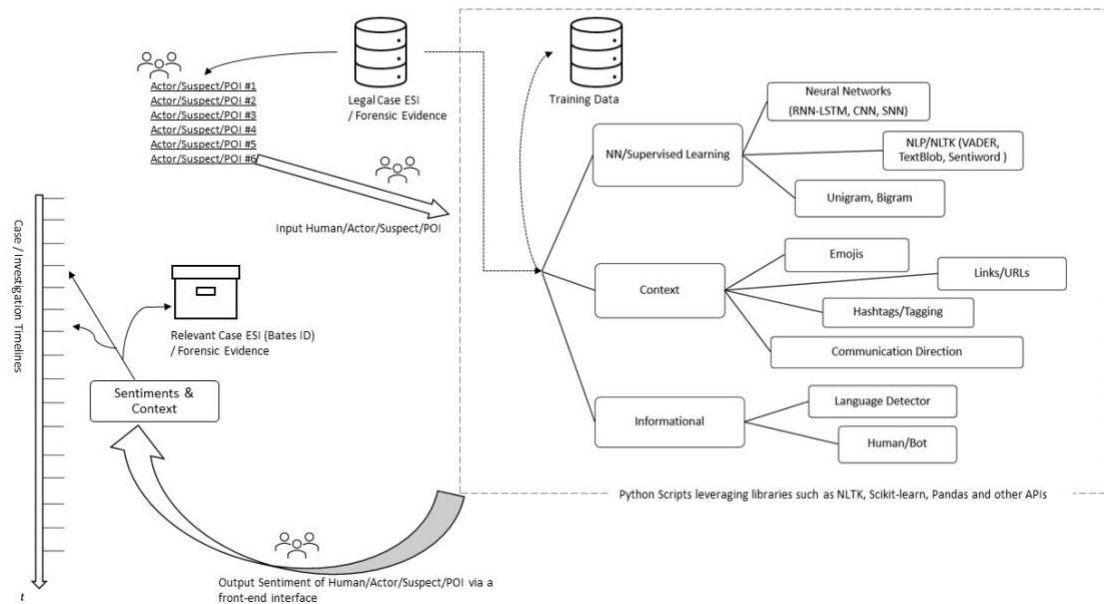 Actor/Suspect/POI #1
Actor/Suspect/POI #2
Actor/Suspect/POI #3
Actor/Suspect/POI #4
Actor/Suspect/POI #5
Actor/Suspect/POI #6
Legal Case ESI
/ Forensic Evidence
Input Human/Actor/Suspect/POI
Training Data
NN/Supervised Learning
Neural Networks
(RNN-LSTM, CNN, SNN)
NLP/NLTK (VADER,
TextBlob, Sentiword )
Unigram, Bigram
Context
Emojis
Links/URLs
Hashtags/Tagging
Communication Direction
Informational
Language Detector
Human/Bot
Python Scripts leveraging libraries such as NLTK, Scikit-learn, Pandas and other APIs
Case / Investigation Timelines
Relevant Case ESI (Bates ID)
/ Forensic Evidence
Sentiments &
Context
Output Sentiment of Human/Actor/Suspect/POI via a
front-end interface
t